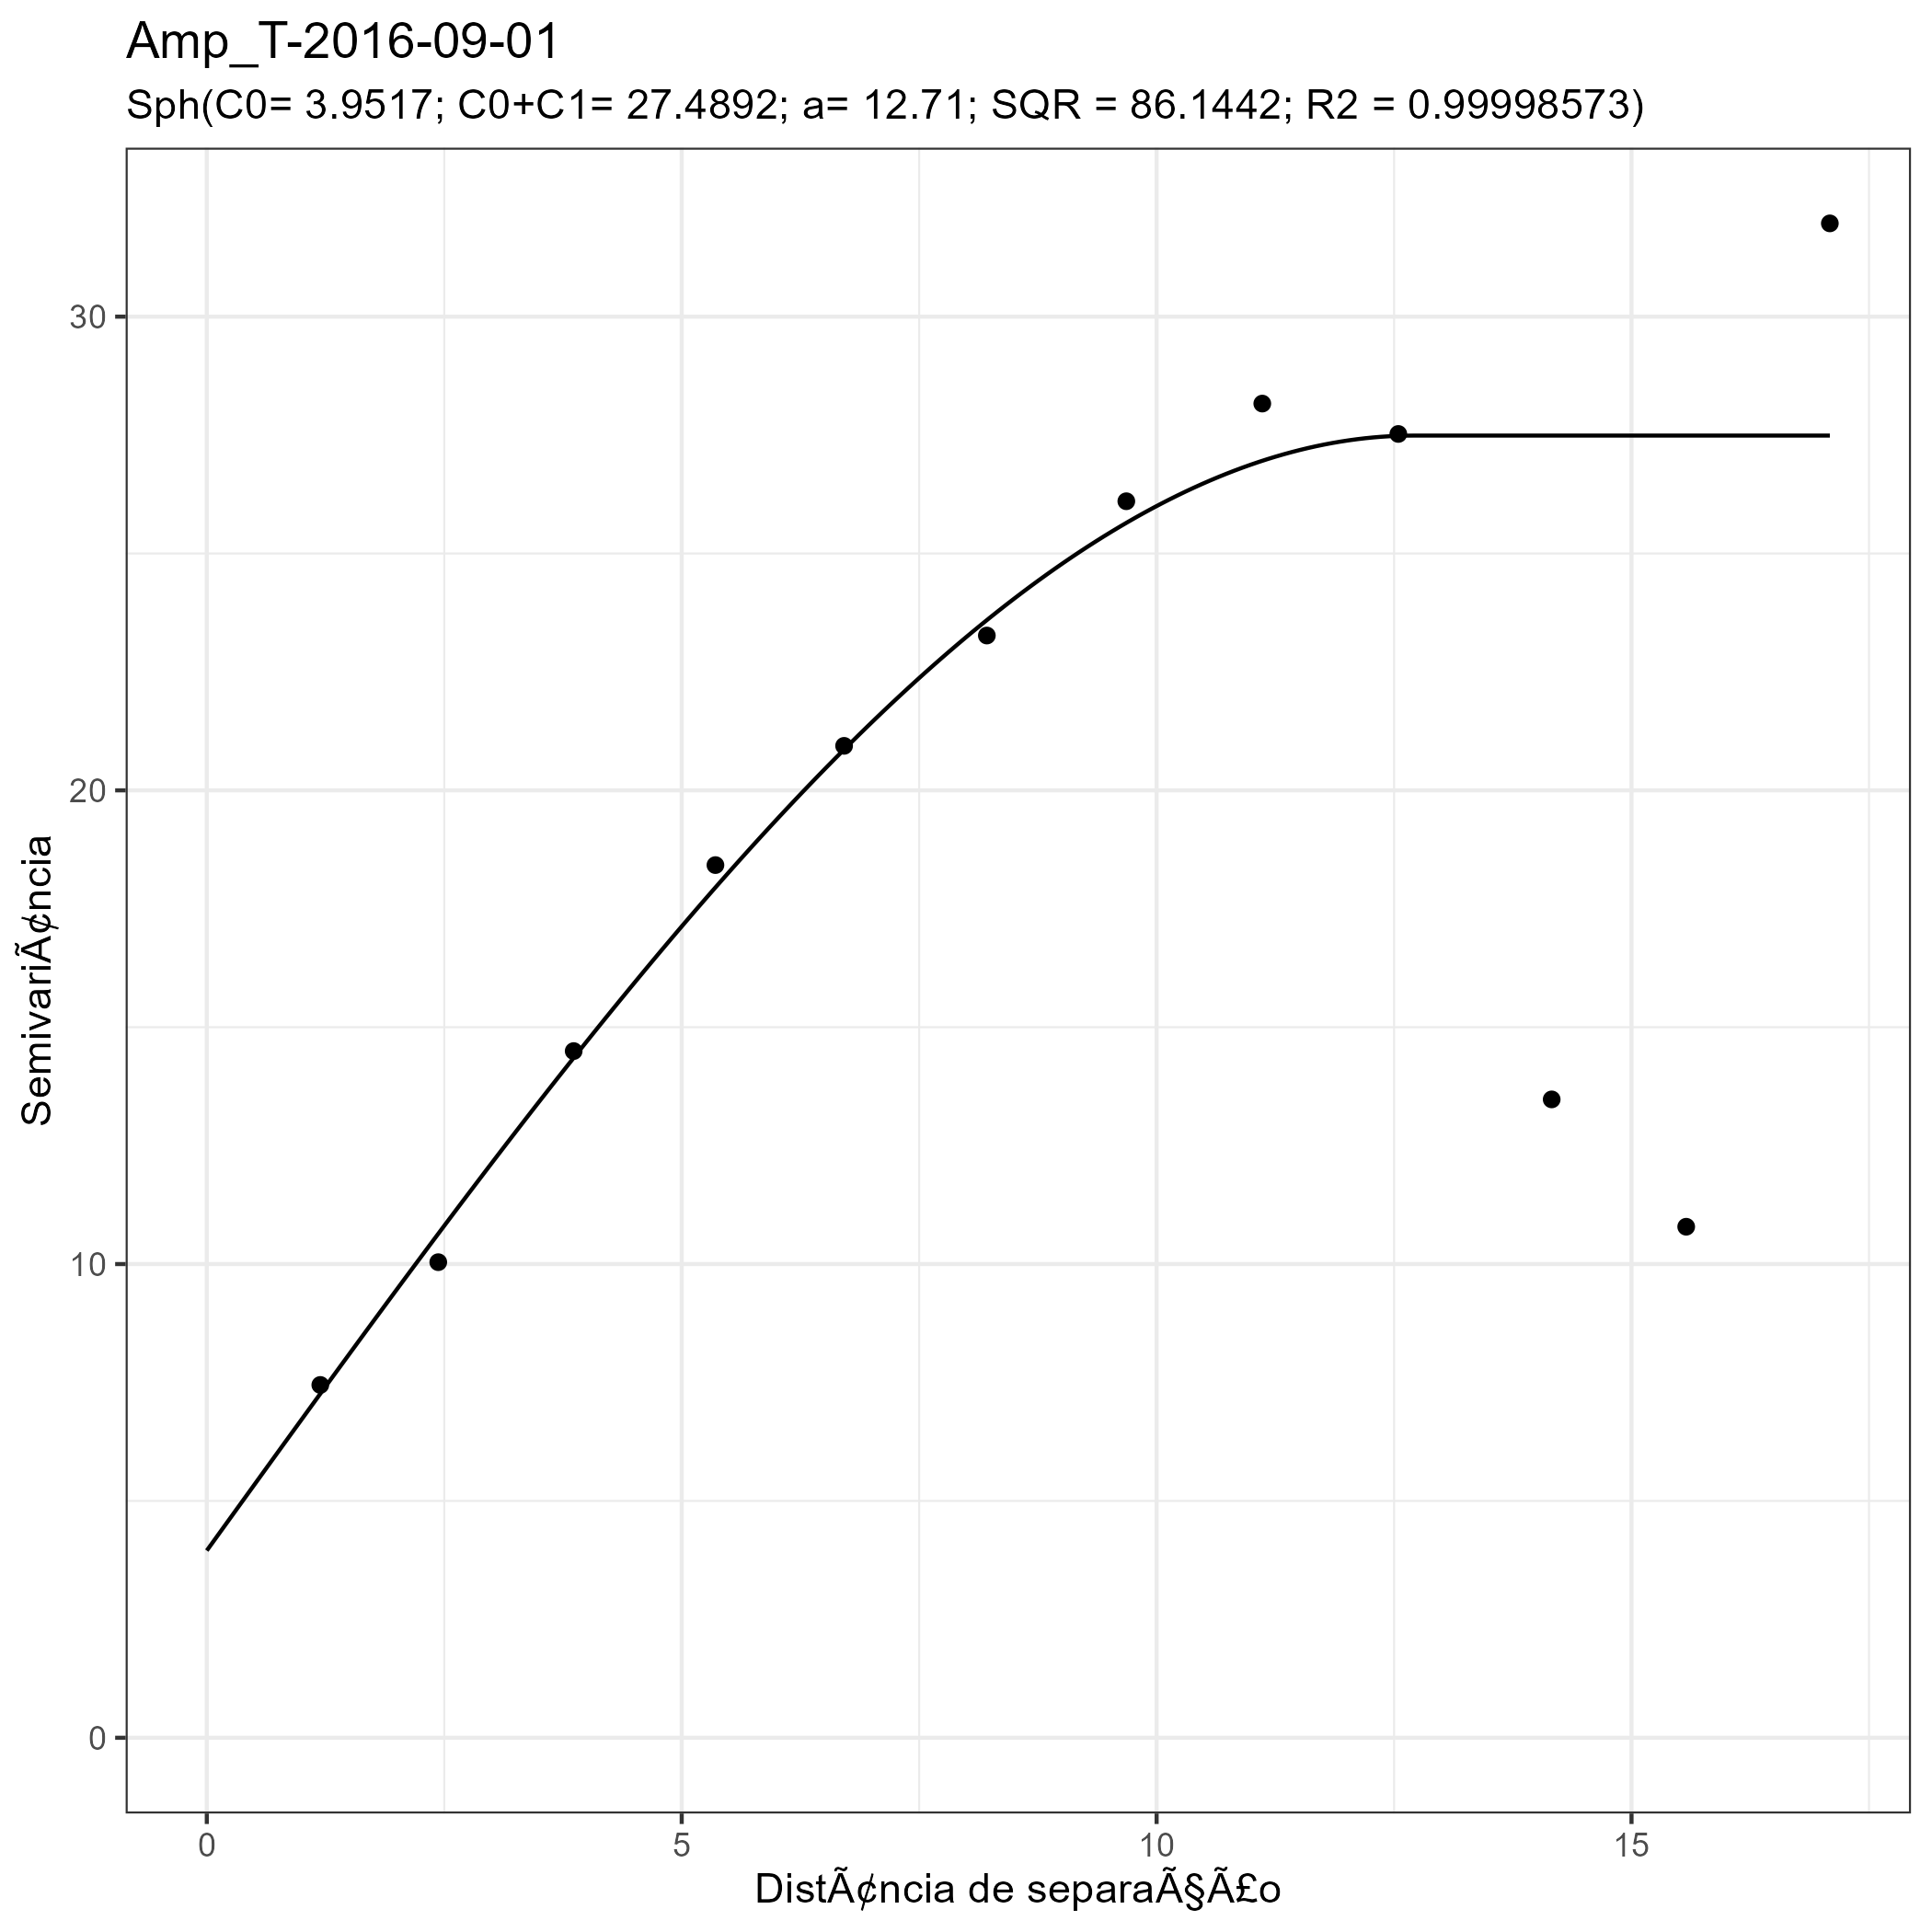 Amp_T-2016-09-01
Sph(C0= 3.9517; C0+C1= 27.4892; a= 12.71; SQR = 86.1442; R2 = 0.99998573)
SemivariÃ¢ncia
30
20
10
0
0 5 10 15
DistÃ¢ncia de separaÃ§Ã£o